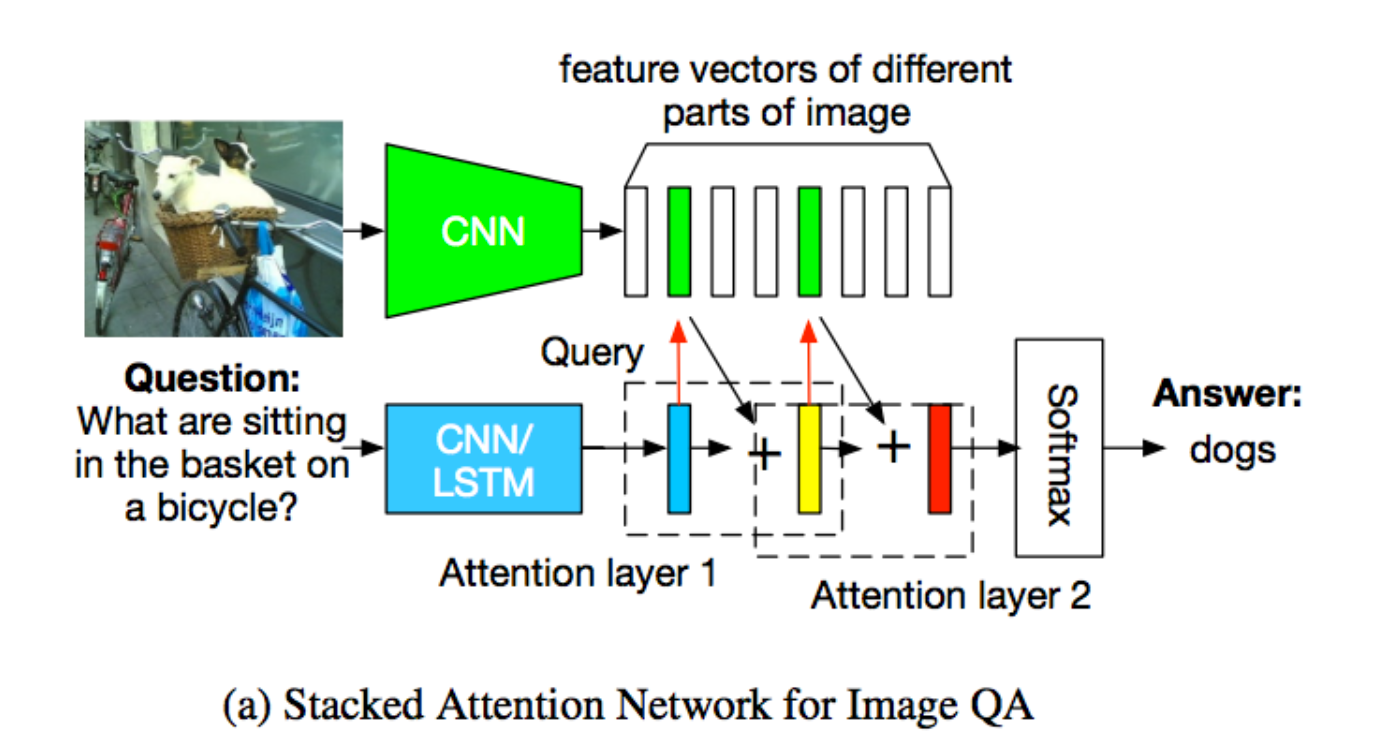 feature vectors of different
parts of image
CNN
Query
Question:
What are sitting
in the basket on
a bicycle?
CNN/
LSTM
+
+
Softmax
Answer:
dogs
Attention layer 1
Attention layer 2
(a) Stacked Attention Network for Image QA